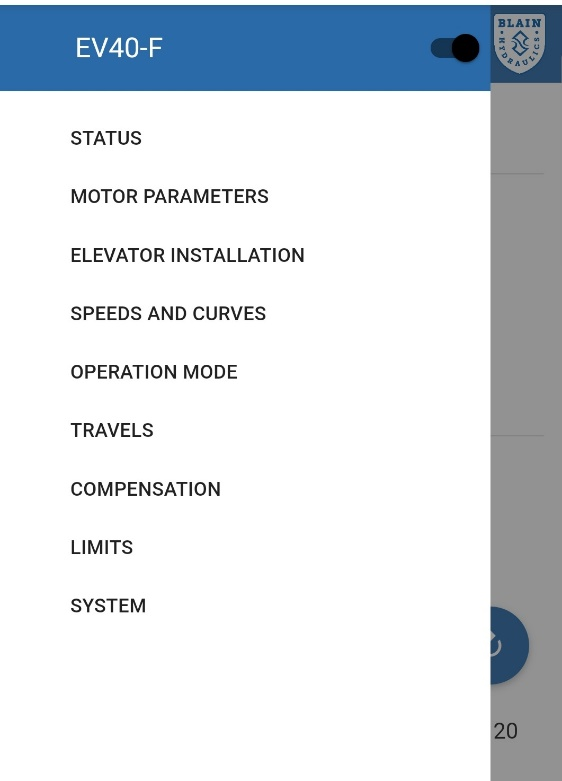 EV40-F
BLAIN
HYDRAULICS
STATUS
MOTOR PARAMETERS
ELEVATOR INSTALLATION
SPEEDS AND CURVES
OPERATION MODE
TRAVELS
COMPENSATION
LIMITS
SYSTEM
20